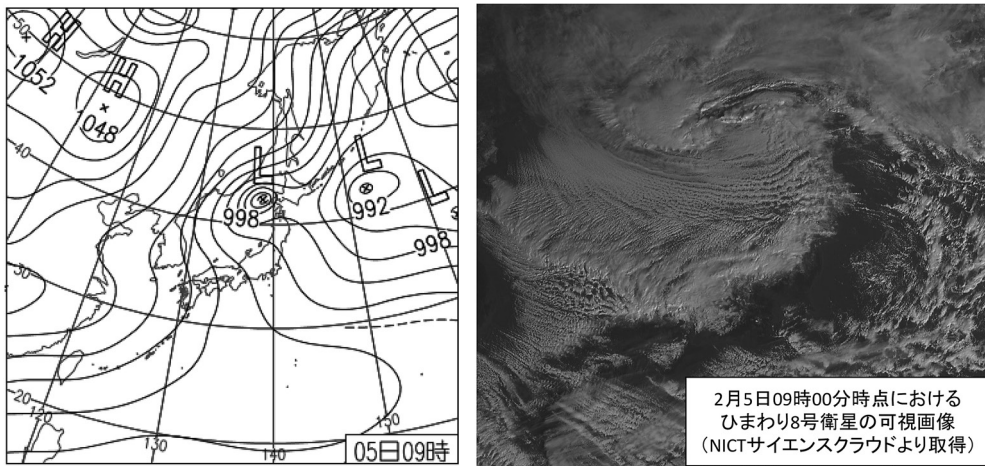 50
H
1052
H
1048
40
L
998
L
992
L
998
30
20
120
130
140
150
05日09時
2月5日09時00分時点における
ひまわり8号衛星の可視画像
(NICTサイエンスクラウドより取得)